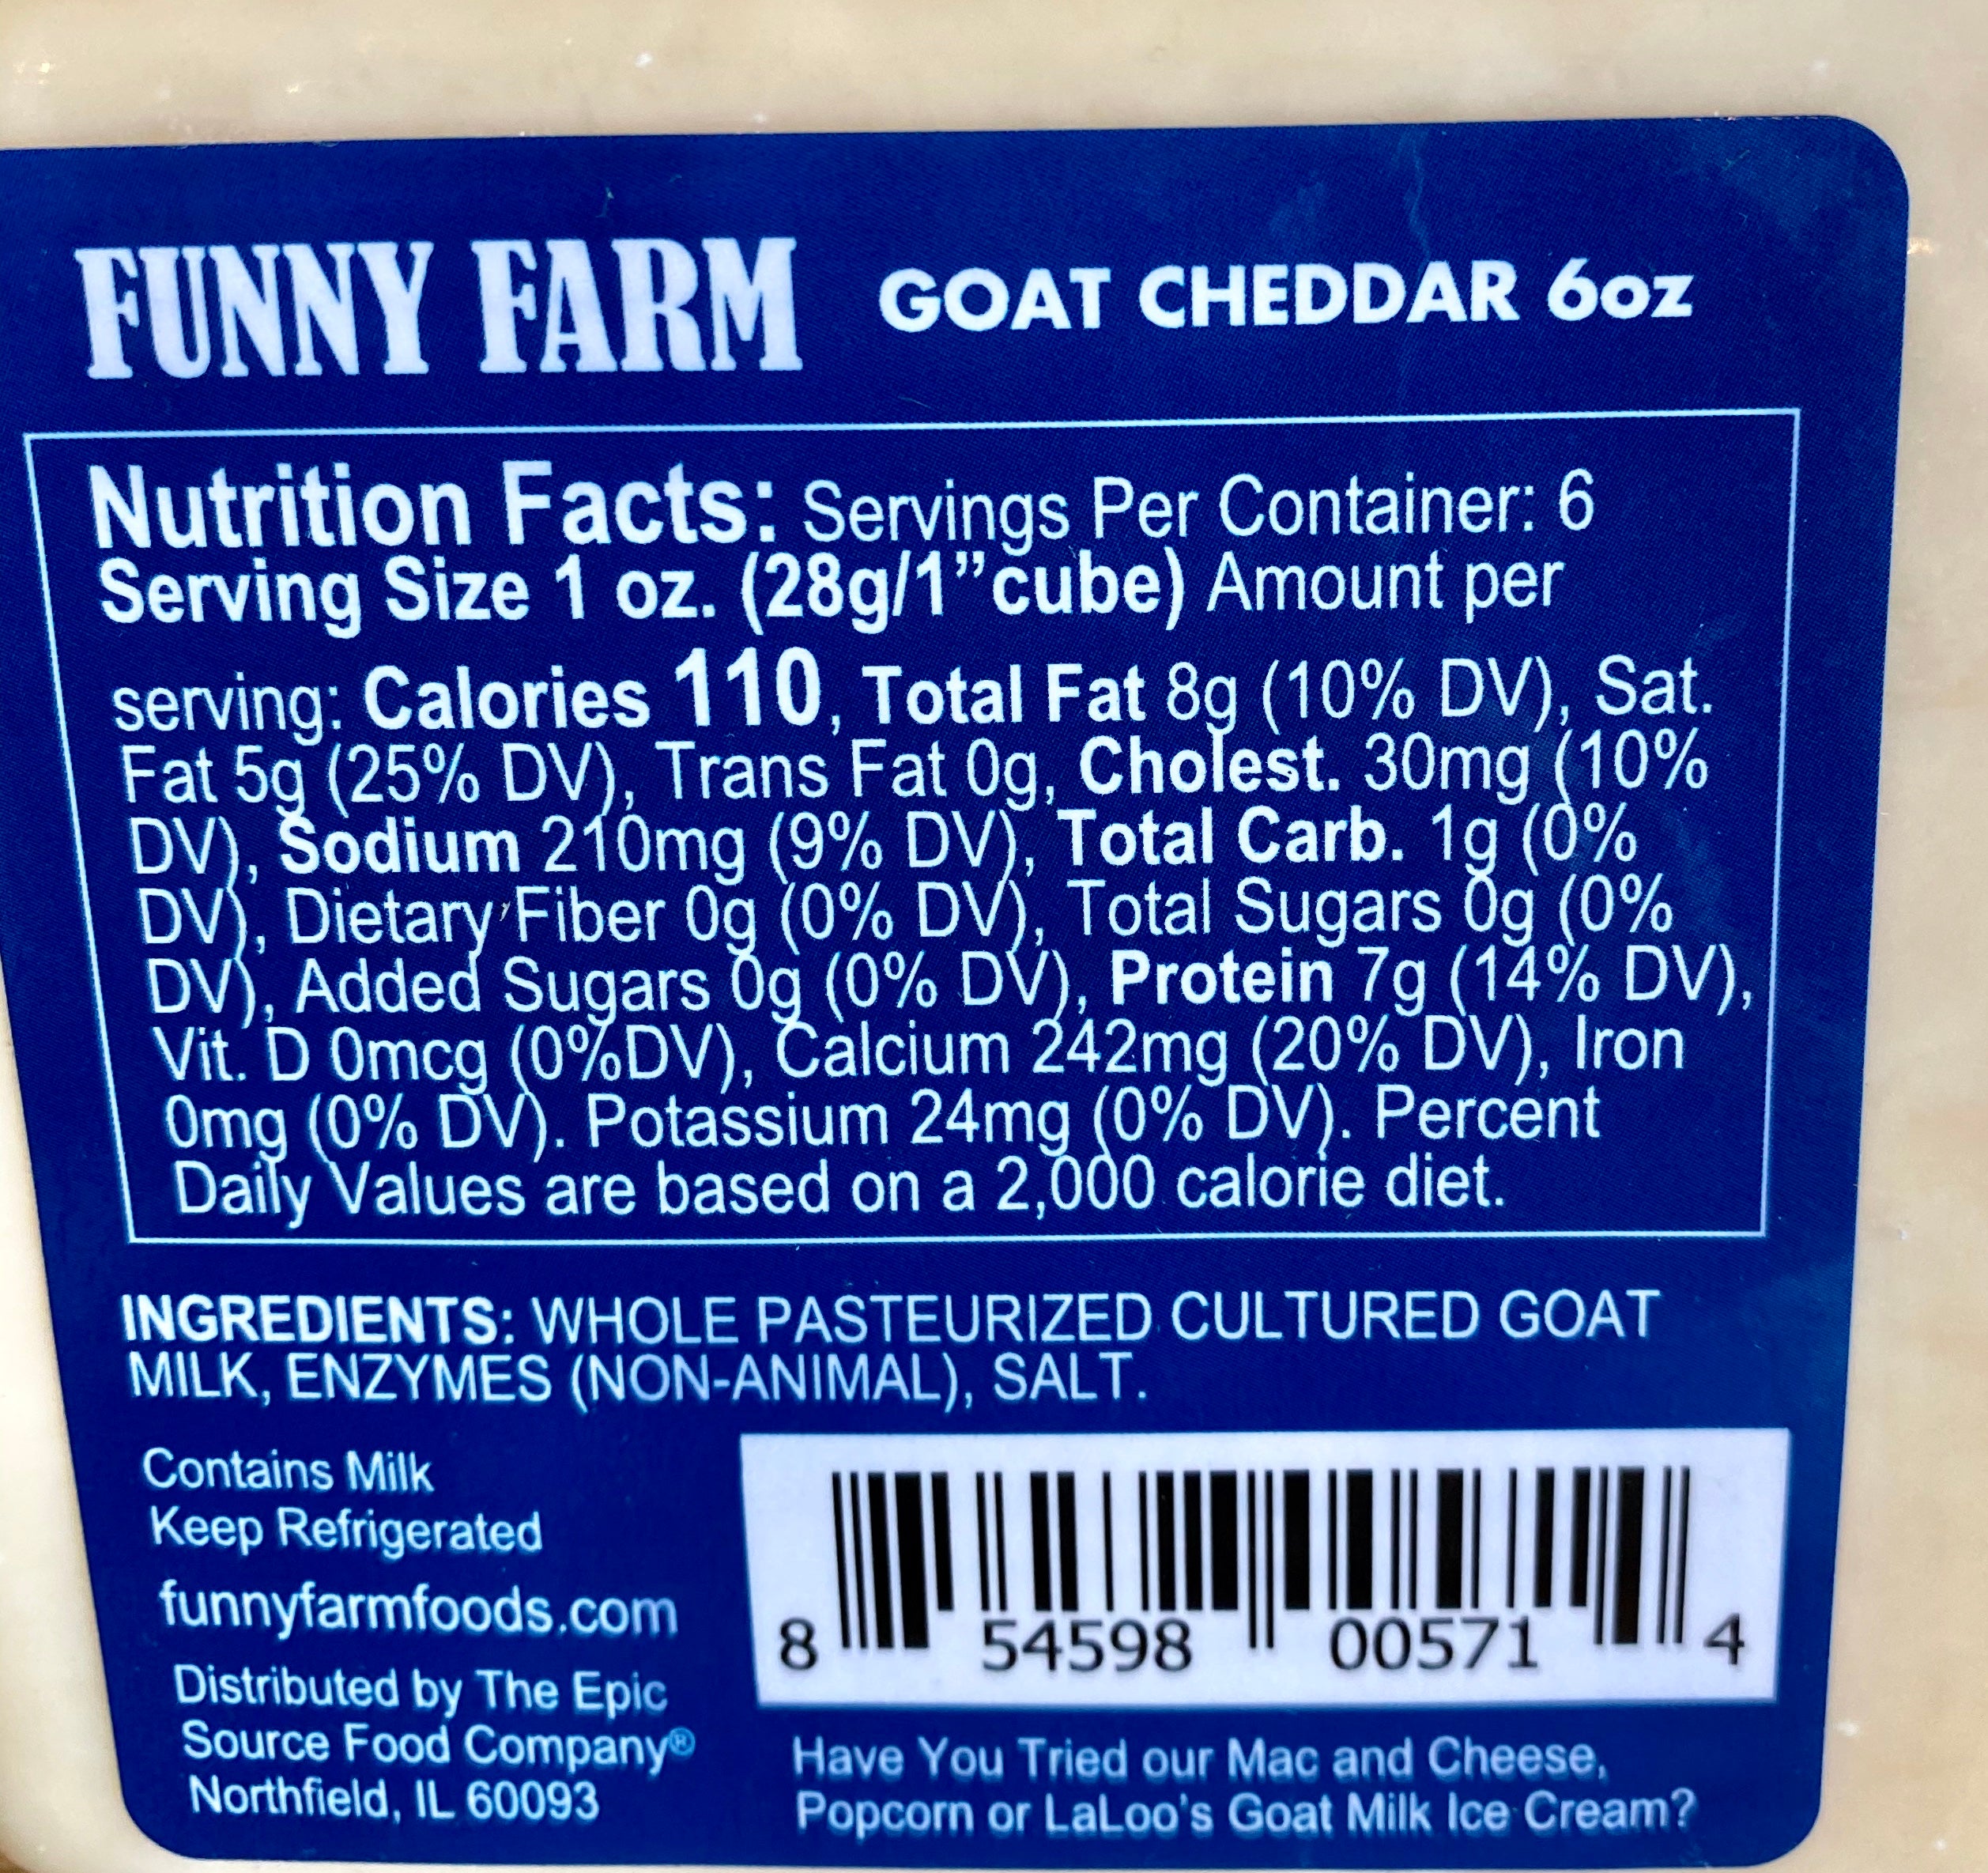 FUNNY FARM GOAT CHEDDAR 6oz
Nutrition Facts: Servings Per Container: 6
Serving Size 1 oz. (28g/1”cube) Amount per
serving: Calories 110, Total Fat 8g (10% DV), Sat.
Fat 5g (25% DV), Trans Fat 0g, Cholest. 30mg (10%
DV), Sodium 210mg (9% DV), Total Carb. 1g (0%
DV), Dietary Fiber 0g (0% DV), Total Sugars 0g (0%
DV), Added Sugars 0g (0% DV), Protein 7g (14% DV),
Vit. D 0mcg (0%DV), Calcium 242mg (20% DV), Iron
0mg (0% DV). Potassium 24mg (0% DV). Percent
Daily Values are based on a 2,000 calorie diet.
INGREDIENTS: WHOLE PASTEURIZED CULTURED GOAT
MILK, ENZYMES (NON-ANIMAL), SALT.
Contains Milk
Keep Refrigerated
funnyfarmfoods.com
Distributed by The Epic
Source Food Company®
Northfield, IL 60093
8 54598 00571 4
Have You Tried our Mac and Cheese,
Popcorn or LaLoo's Goat Milk Ice Cream?